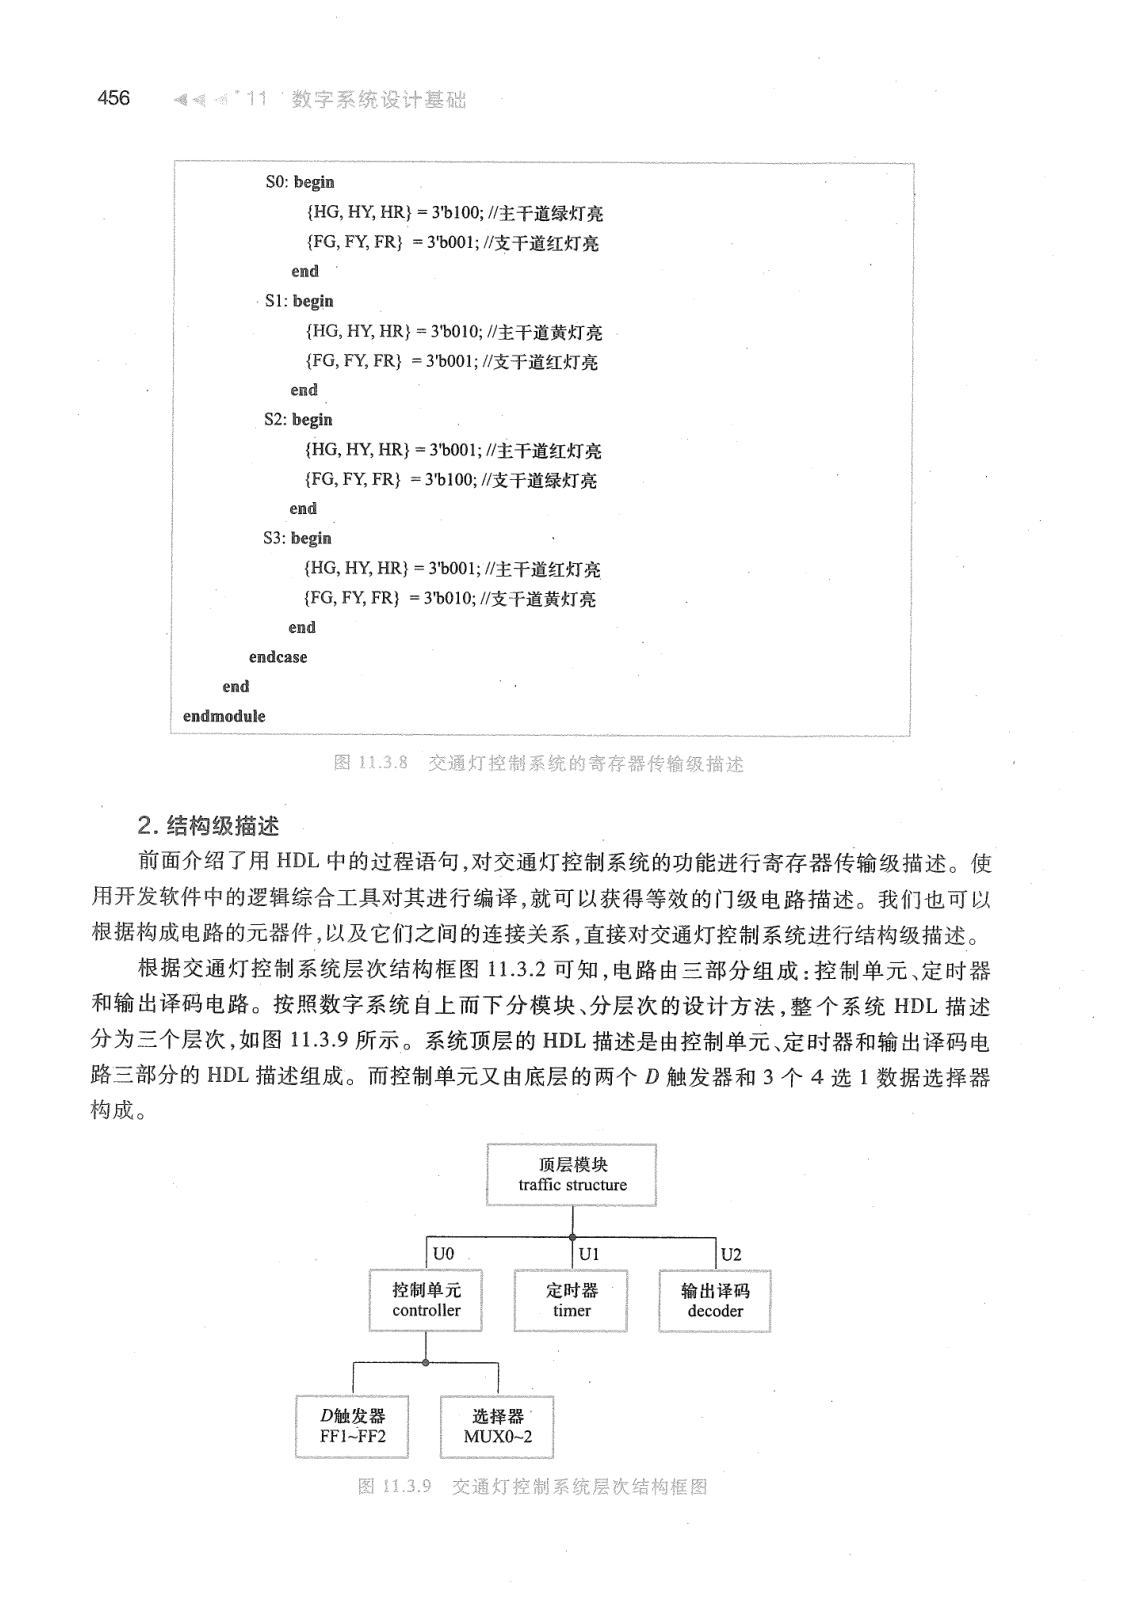 456 11 数字系统设计基础
S0: begin
{HG, HY, HR} = 3'b100; //主干道绿灯亮
{FG, FY, FR} = 3'b001; //支干道红灯亮
end
S1: begin
{HG, HY, HR} = 3'b010; //主干道黄灯亮
{FG, FY, FR} = 3'b001; //支干道红灯亮
end
S2: begin
{HG, HY, HR} = 3'b001; //主干道红灯亮
{FG, FY, FR} = 3'b100; //支干道绿灯亮
end
S3: begin
{HG, HY, HR} = 3'b001; //主干道红灯亮
{FG, FY, FR} = 3'b010; //支干道黄灯亮
end
endcase
end
endmodule
图 11.3.8 交通灯控制系统的寄存器传输级描述
2. 结构级描述
前面介绍了用 HDL 中的过程语句,对交通灯控制系统的功能进行寄存器传输级描述。使
用开发软件中的逻辑综合工具对其进行编译,就可以获得等效的门级电路描述。我们也可以
根据构成电路的元器件,以及它们之间的连接关系,直接对交通灯控制系统进行结构级描述。
根据交通灯控制系统层次结构框图 11.3.2 可知,电路由三部分组成:控制单元、定时器
和输出译码电路。按照数字系统自上而下分模块、分层次的设计方法,整个系统 HDL 描述
分为三个层次,如图 11.3.9 所示。系统顶层的 HDL 描述是由控制单元、定时器和输出译码电
路三部分的 HDL 描述组成。而控制单元又由底层的两个 D 触发器和 3 个 4 选 1 数据选择器
构成。
顶层模块
traffic structure
U0 U1 U2
控制单元 定时器 输出译码
controller timer decoder
D触发器 选择器
FF1~FF2 MUX0~2
图 11.3.9 交通灯控制系统层次结构框图